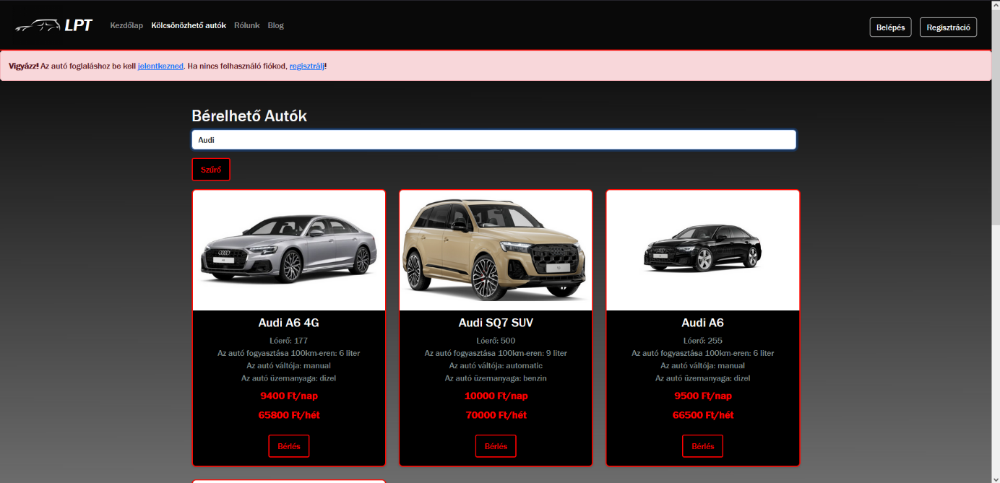 LPT
Kezdőlap Kölcsönözhető autók Rólunk Blog
Belépés Regisztráció
Vigyázz! Az autó foglaláshoz be kell jelentkezned. Ha nincs felhasználó fiókod, regisztrálj!
Bérelhető Autók
Audi
Szűrő
Audi A6 4G
Lóerő: 177
Az autó fogyasztása 100km-eren: 6 liter
Az autó váltója: manual
Az autó üzemanyaga: dizel
9400 Ft/nap
65800 Ft/hét
Bérlés
Audi SQ7 SUV
Lóerő: 500
Az autó fogyasztása 100km-eren: 9 liter
Az autó váltója: automatic
Az autó üzemanyaga: benzin
10000 Ft/nap
70000 Ft/hét
Bérlés
Audi A6
Lóerő: 255
Az autó fogyasztása 100km-eren: 6 liter
Az autó váltója: manual
Az autó üzemanyaga: dizel
9500 Ft/nap
66500 Ft/hét
Bérlés